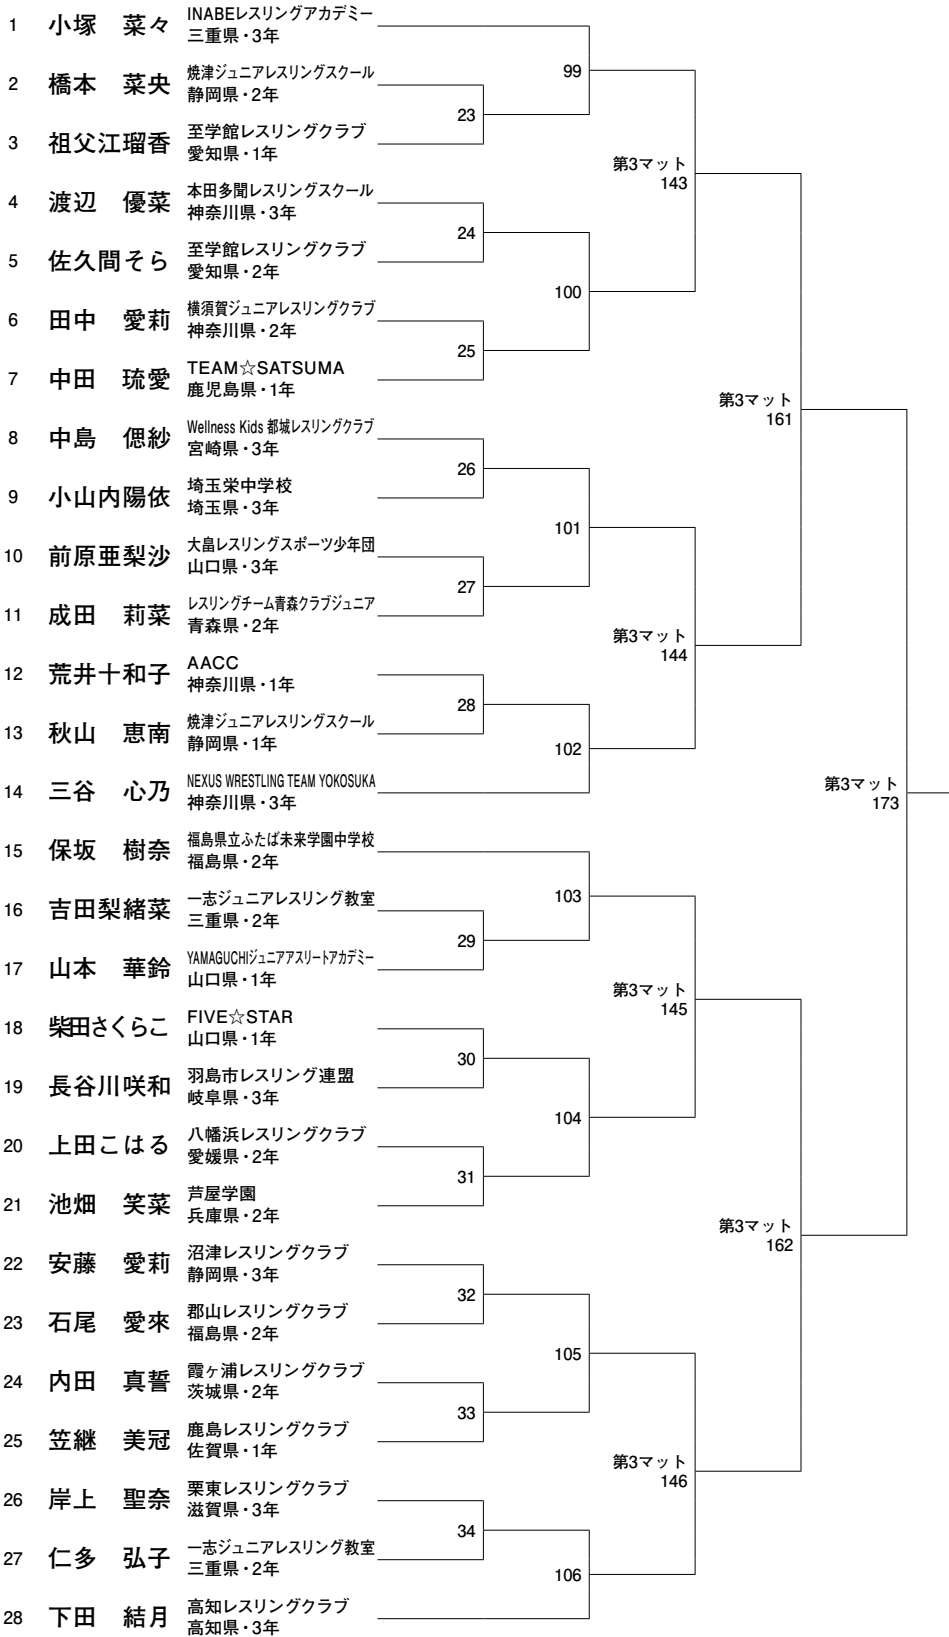 1 小塚　菜々 INABEレスリングアカデミー
三重県・3年
2 橋本　菜央 焼津ジュニアレスリングスクール
静岡県・2年
3 祖父江瑠香 至学館レスリングクラブ
愛知県・1年
4 渡辺　優菜 本田多聞レスリングスクール
神奈川県・3年
5 佐久間そら 至学館レスリングクラブ
愛知県・2年
6 田中　愛莉 横須賀ジュニアレスリングクラブ
神奈川県・2年
7 中田　琉愛 TEAM☆SATSUMA
鹿児島県・1年
8 中島　偲紗 Wellness Kids 都城レスリングクラブ
宮崎県・3年
9 小山内陽依 埼玉栄中学校
埼玉県・3年
10 前原亜梨沙 大畠レスリングスポーツ少年団
山口県・3年
11 成田　莉菜 レスリングチーム青森クラブジュニア
青森県・2年
12 荒井十和子 AACC
神奈川県・1年
13 秋山　恵南 焼津ジュニアレスリングスクール
静岡県・1年
14 三谷　心乃 NEXUS WRESTLING TEAM YOKOSUKA
神奈川県・3年
15 保坂　樹奈 福島県立ふたば未来学園中学校
福島県・2年
16 吉田梨緒菜 一志ジュニアレスリング教室
三重県・2年
17 山本　華鈴 YAMAGUCHIジュニアアスリートアカデミー
山口県・1年
18 柴田さくらこ FIVE☆STAR
山口県・1年
19 長谷川咲和 羽島市レスリング連盟
岐阜県・3年
20 上田こはる 八幡浜レスリングクラブ
愛媛県・2年
21 池畑　笑菜 芦屋学園
兵庫県・2年
22 安藤　愛莉 沼津レスリングクラブ
静岡県・3年
23 石尾　愛來 郡山レスリングクラブ
福島県・2年
24 内田　真誓 霞ヶ浦レスリングクラブ
茨城県・2年
25 笠継　美冠 鹿島レスリングクラブ
佐賀県・1年
26 岸上　聖奈 栗東レスリングクラブ
滋賀県・3年
27 仁多　弘子 一志ジュニアレスリング教室
三重県・2年
28 下田　結月 高知レスリングクラブ
高知県・3年
23
24
25
26
27
28
29
30
31
32
33
34
99
100
101
102
103
104
105
106
第3マット
143
第3マット
144
第3マット
145
第3マット
146
第3マット
161
第3マット
162
第3マット
173